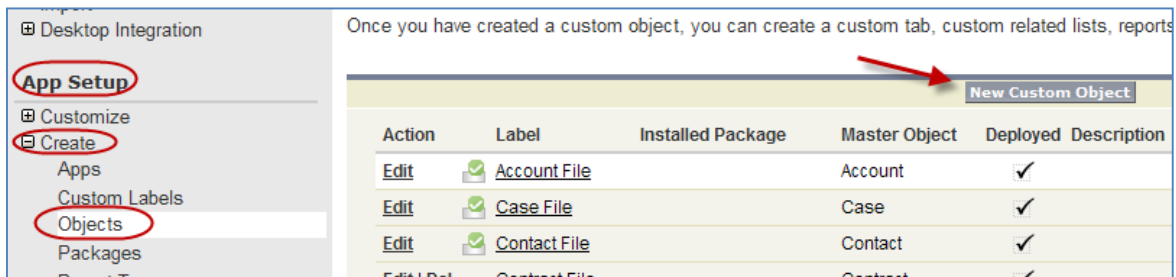 Desktop Integration
App Setup
Customize
Create
Apps
Custom Labels
Objects
Packages
Once you have created a custom object, you can create a custom tab, custom related lists, reports
New Custom Object
Action Label Installed Package Master Object Deployed Description
Edit Account File Account
Edit Case File Case
Edit Contact File Contact